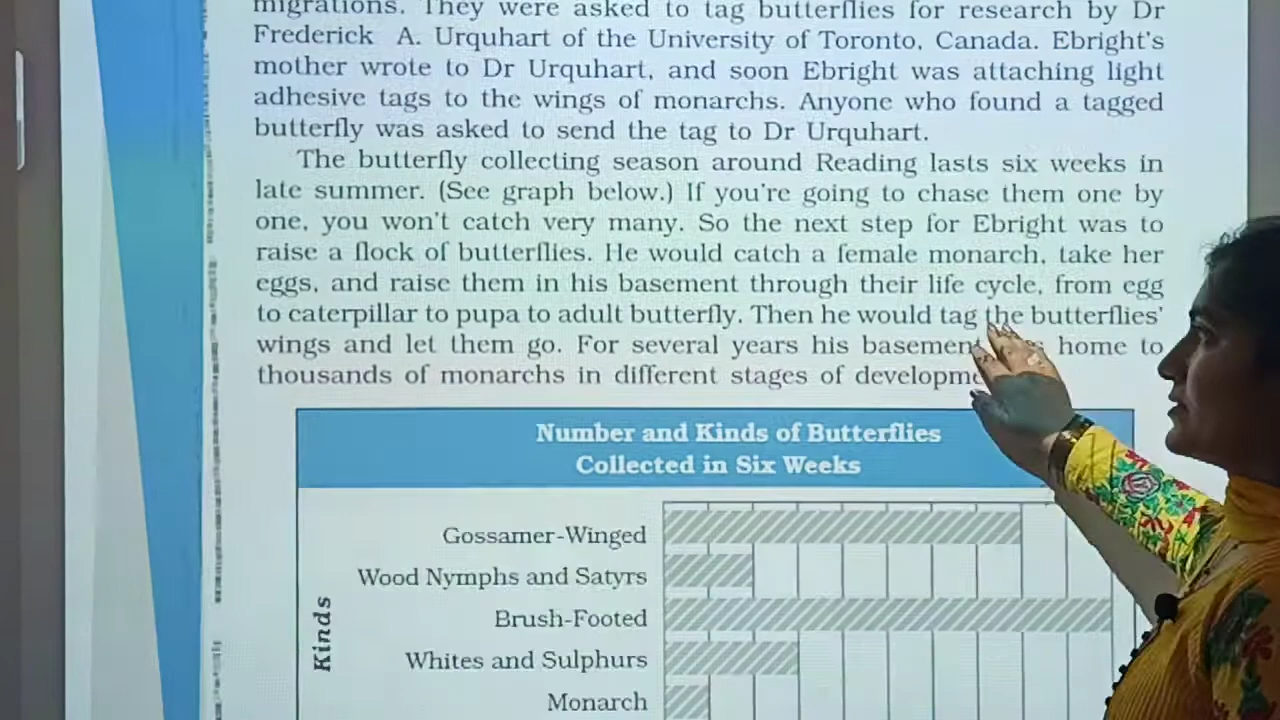 migrations. They were asked to tag butterflies for research by Dr
Frederick A. Urquhart of the University of Toronto, Canada. Ebright's
mother wrote to Dr Urquhart, and soon Ebright was attaching light
adhesive tags to the wings of monarchs. Anyone who found a tagged
butterfly was asked to send the tag to Dr Urquhart.
The butterfly collecting season around Reading lasts six weeks in
late summer. (See graph below.) If you're going to chase them one by
one, you won't catch very many. So the next step for Ebright was to
raise a flock of butterflies. He would catch a female monarch, take her
eggs, and raise them in his basement through their life cycle, from egg
to caterpillar to pupa to adult butterfly. Then he would tag the butterflies'
wings and let them go. For several years his basement home to
thousands of monarchs in different stages of developme
Number and Kinds of Butterflies
Collected in Six Weeks
Kinds
Gossamer-Winged
Wood Nymphs and Satyrs
Brush-Footed
Whites and Sulphurs
Monarch